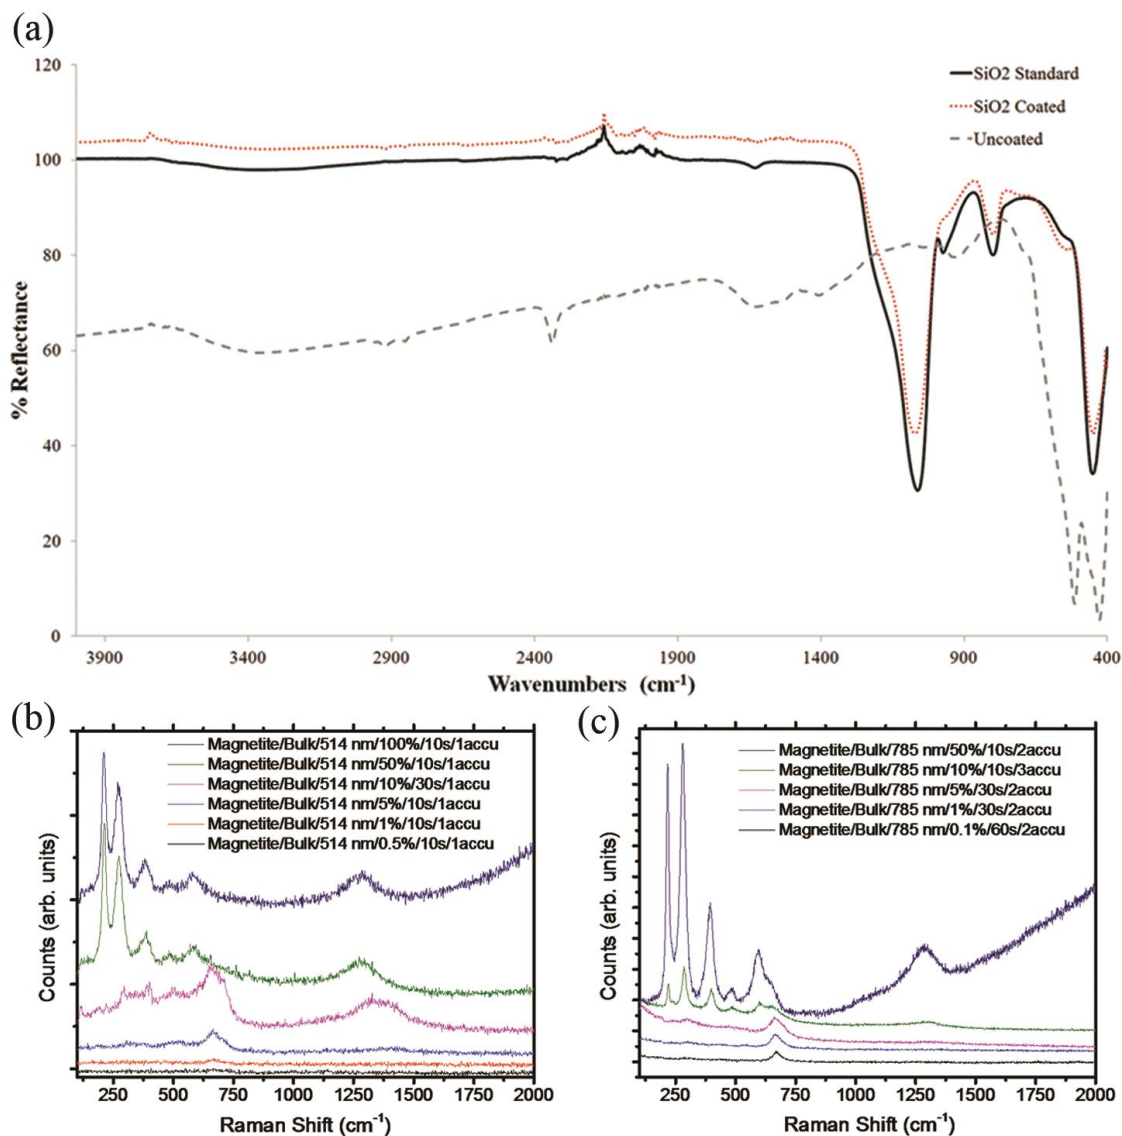 (a)
120
100
80
60
40
20
0
% Reflectance
SiO2 Standard
SiO2 Coated
Uncoated
3900 3400 2900 2400 1900 1400 900 400
Wavenumbers (cm-1)
(b)
Magnetite/Bulk/514 nm/100%/10s/1accu
Magnetite/Bulk/514 nm/50%/10s/1accu
Magnetite/Bulk/514 nm/10%/30s/1accu
Magnetite/Bulk/514 nm/5%/10s/1accu
Magnetite/Bulk/514 nm/1%/10s/1accu
Magnetite/Bulk/514 nm/0.5%/10s/1accu
Counts (arb. units)
250 500 750 1000 1250 1500 1750 2000
Raman Shift (cm-1)
(c)
Magnetite/Bulk/785 nm/50%/10s/2accu
Magnetite/Bulk/785 nm/10%/10s/3accu
Magnetite/Bulk/785 nm/5%/30s/2accu
Magnetite/Bulk/785 nm/1%/30s/2accu
Magnetite/Bulk/785 nm/0.1%/60s/2accu
Counts (arb. units)
250 500 750 1000 1250 1500 1750 2000
Raman Shift (cm-1)